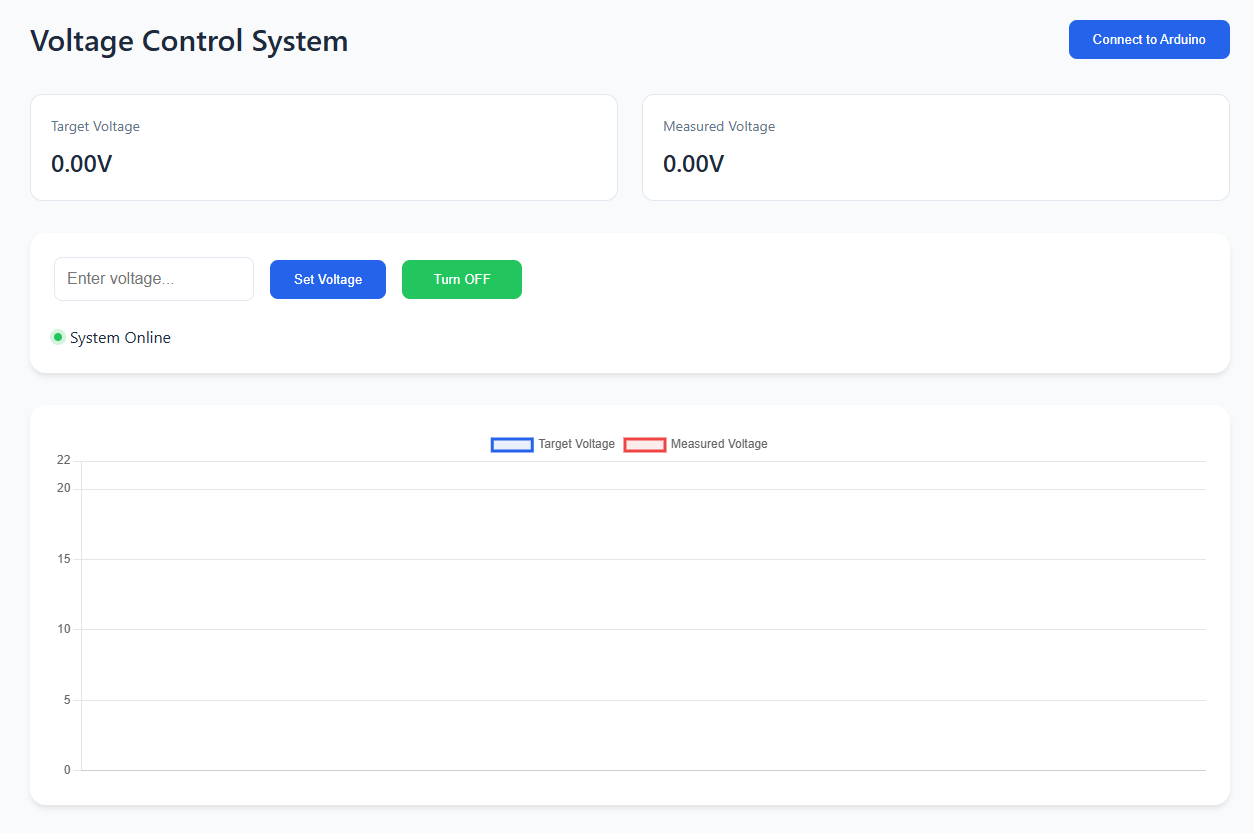 Voltage Control System
Connect to Arduino
Target Voltage
0.00V
Measured Voltage
0.00V
Enter voltage...
Set Voltage
Turn OFF
System Online
Target Voltage
Measured Voltage
22
20
15
10
5
0